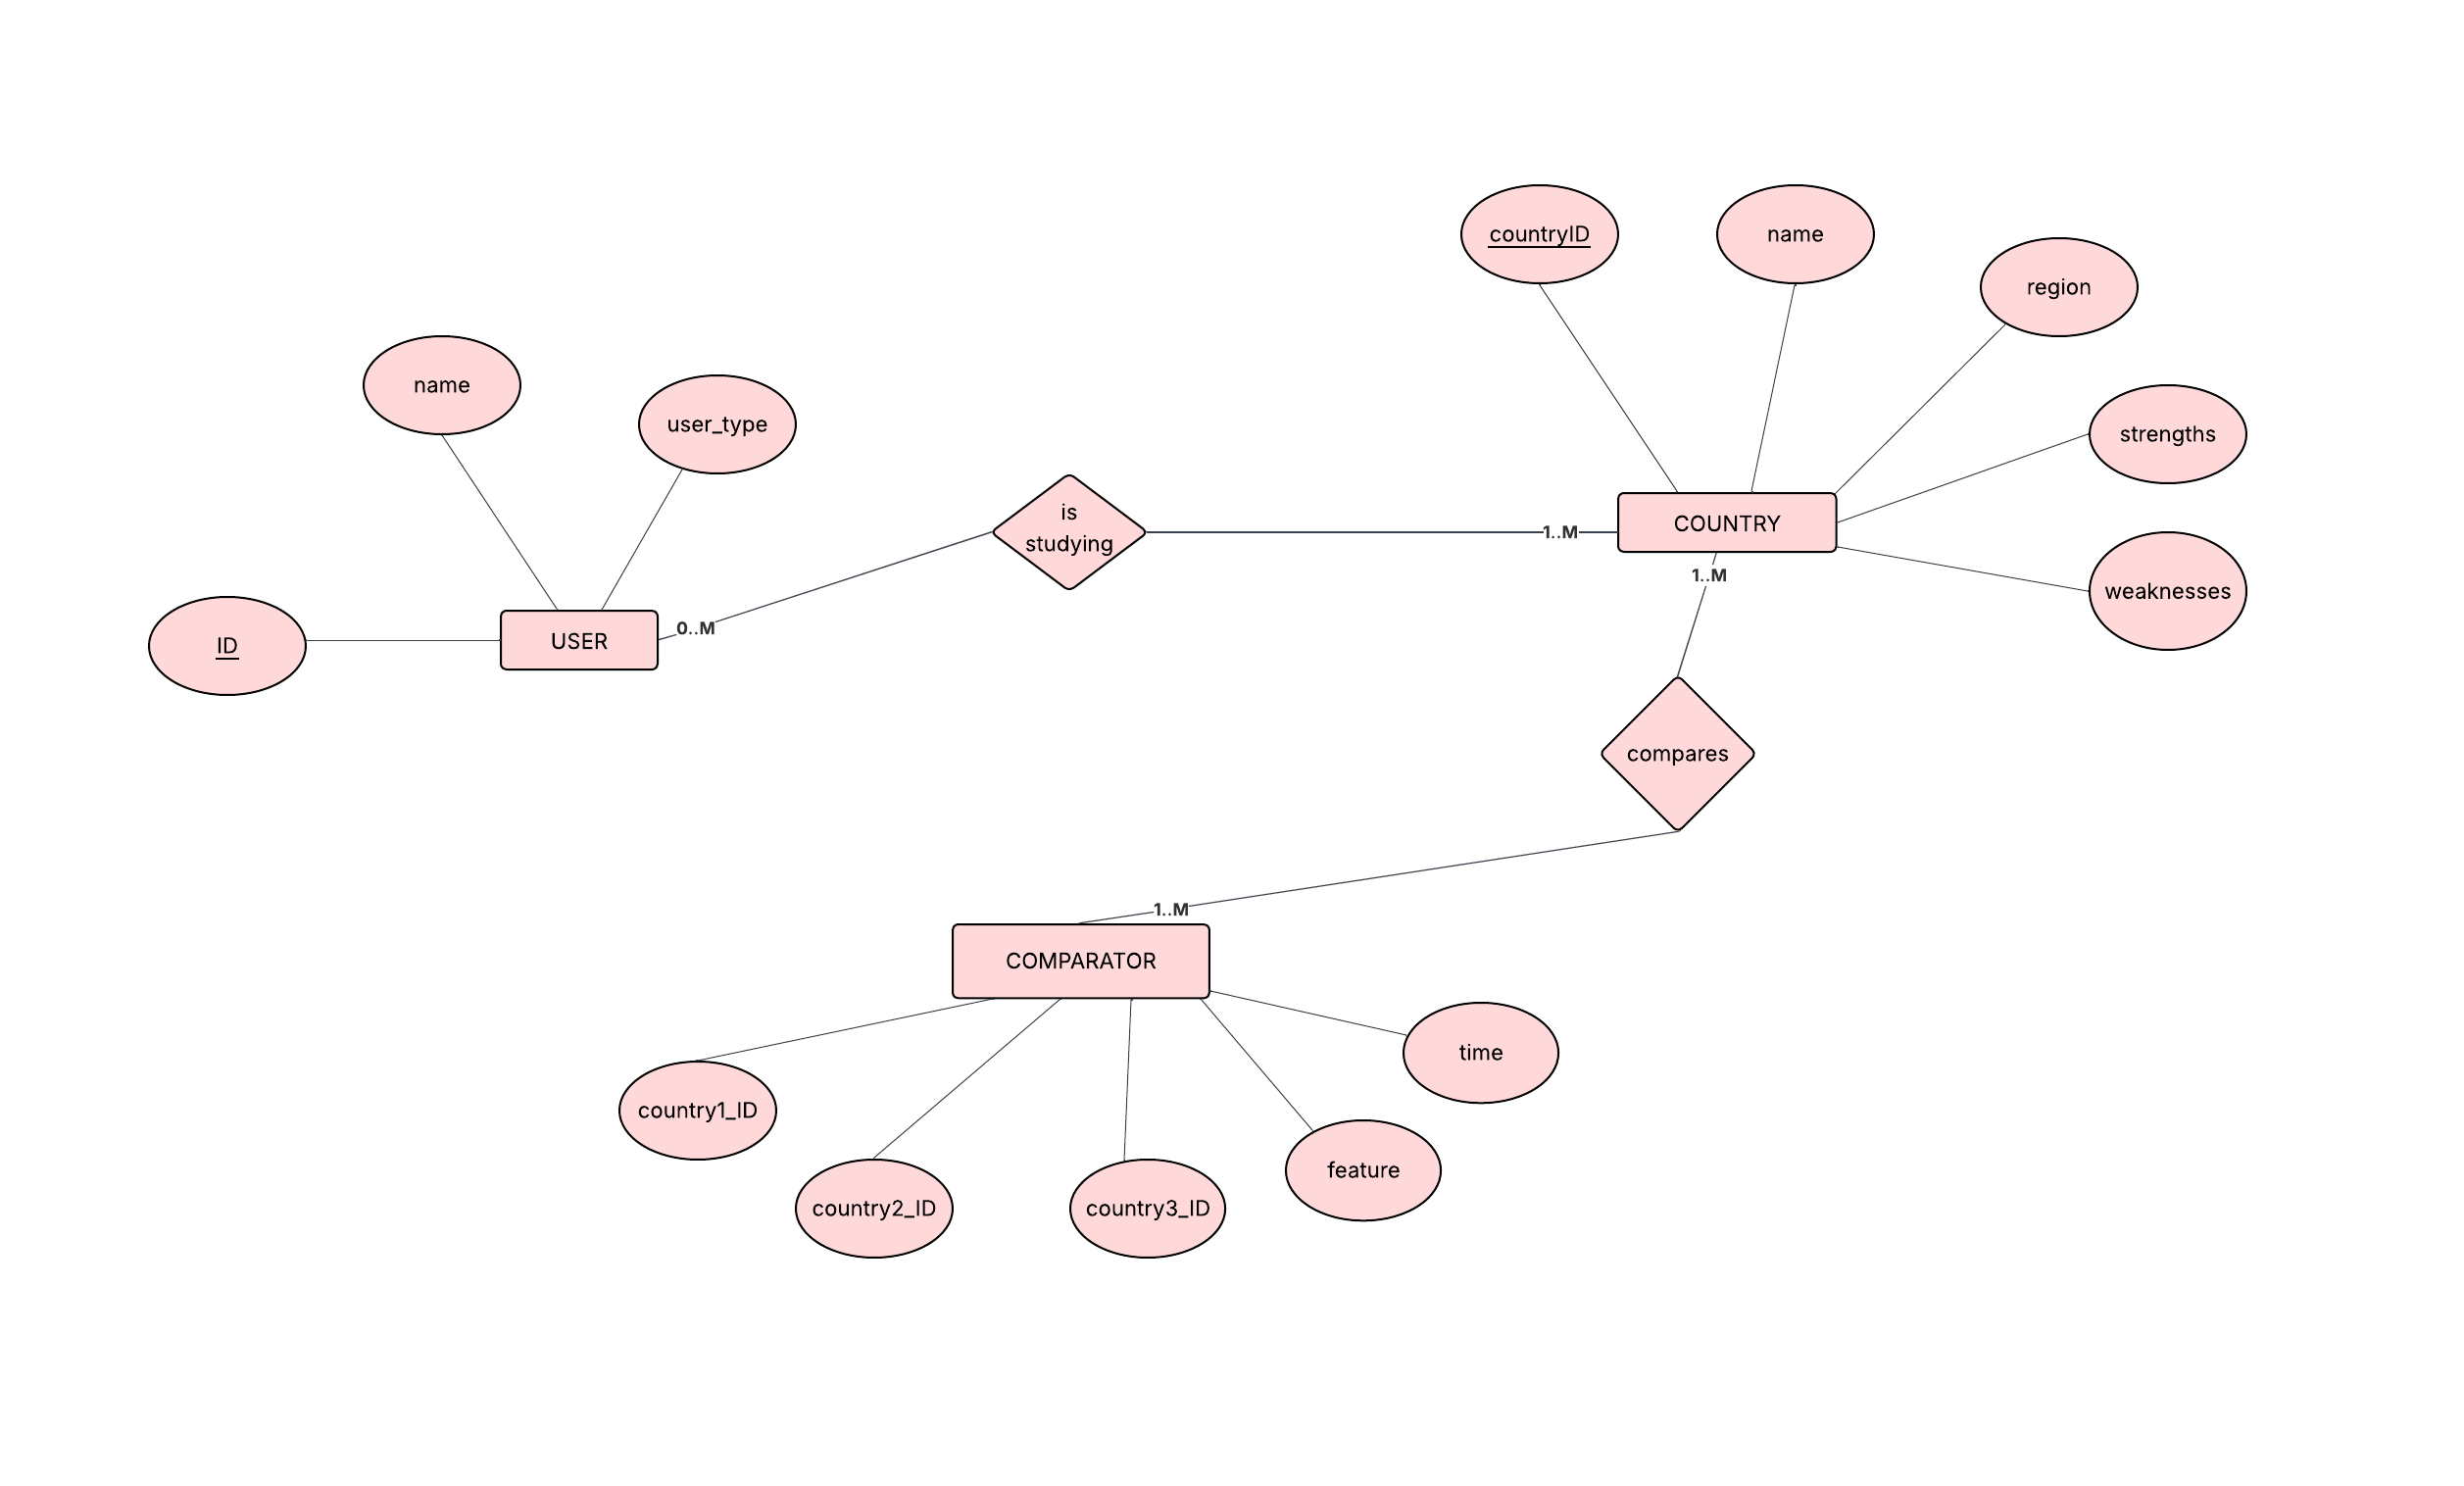 countryID
name
region
name
user_type
strengths
is
studying
COUNTRY
1..M
1..M
weaknesses
0..M
USER
ID
compares
1..M
COMPARATOR
time
country1_ID
feature
country2_ID
country3_ID